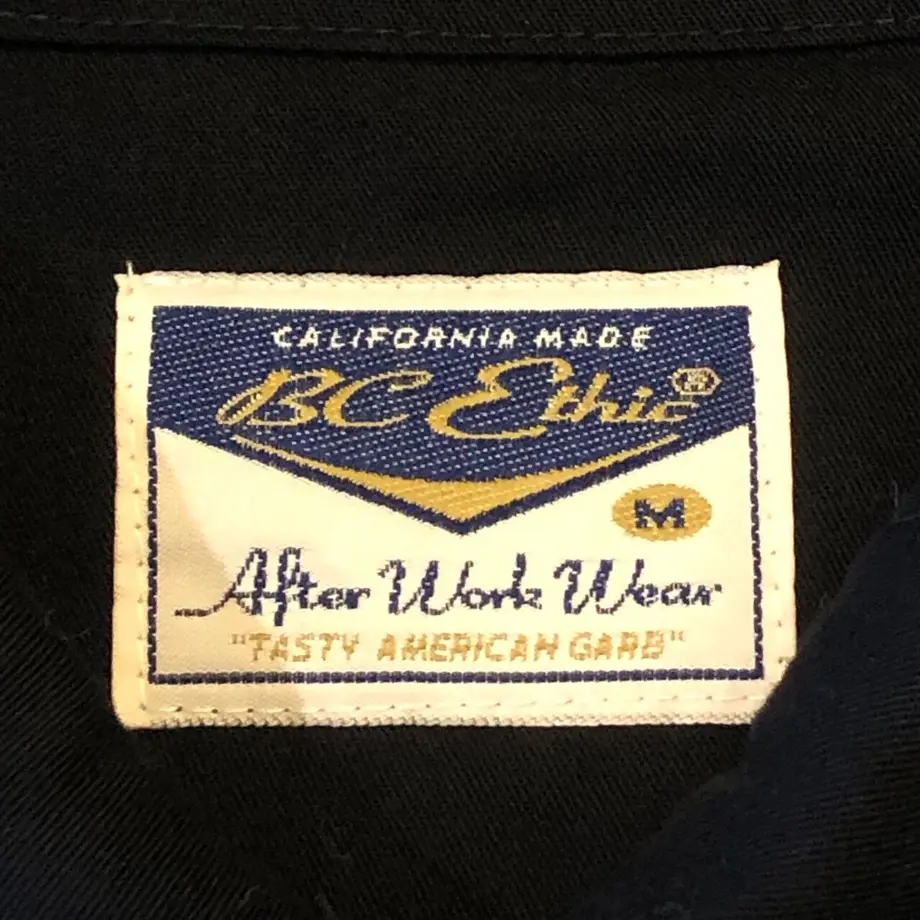 CALIFORNIA MADE
BC Ethic®
M
After Work Wear
"TASTY AMERICAN GARB"